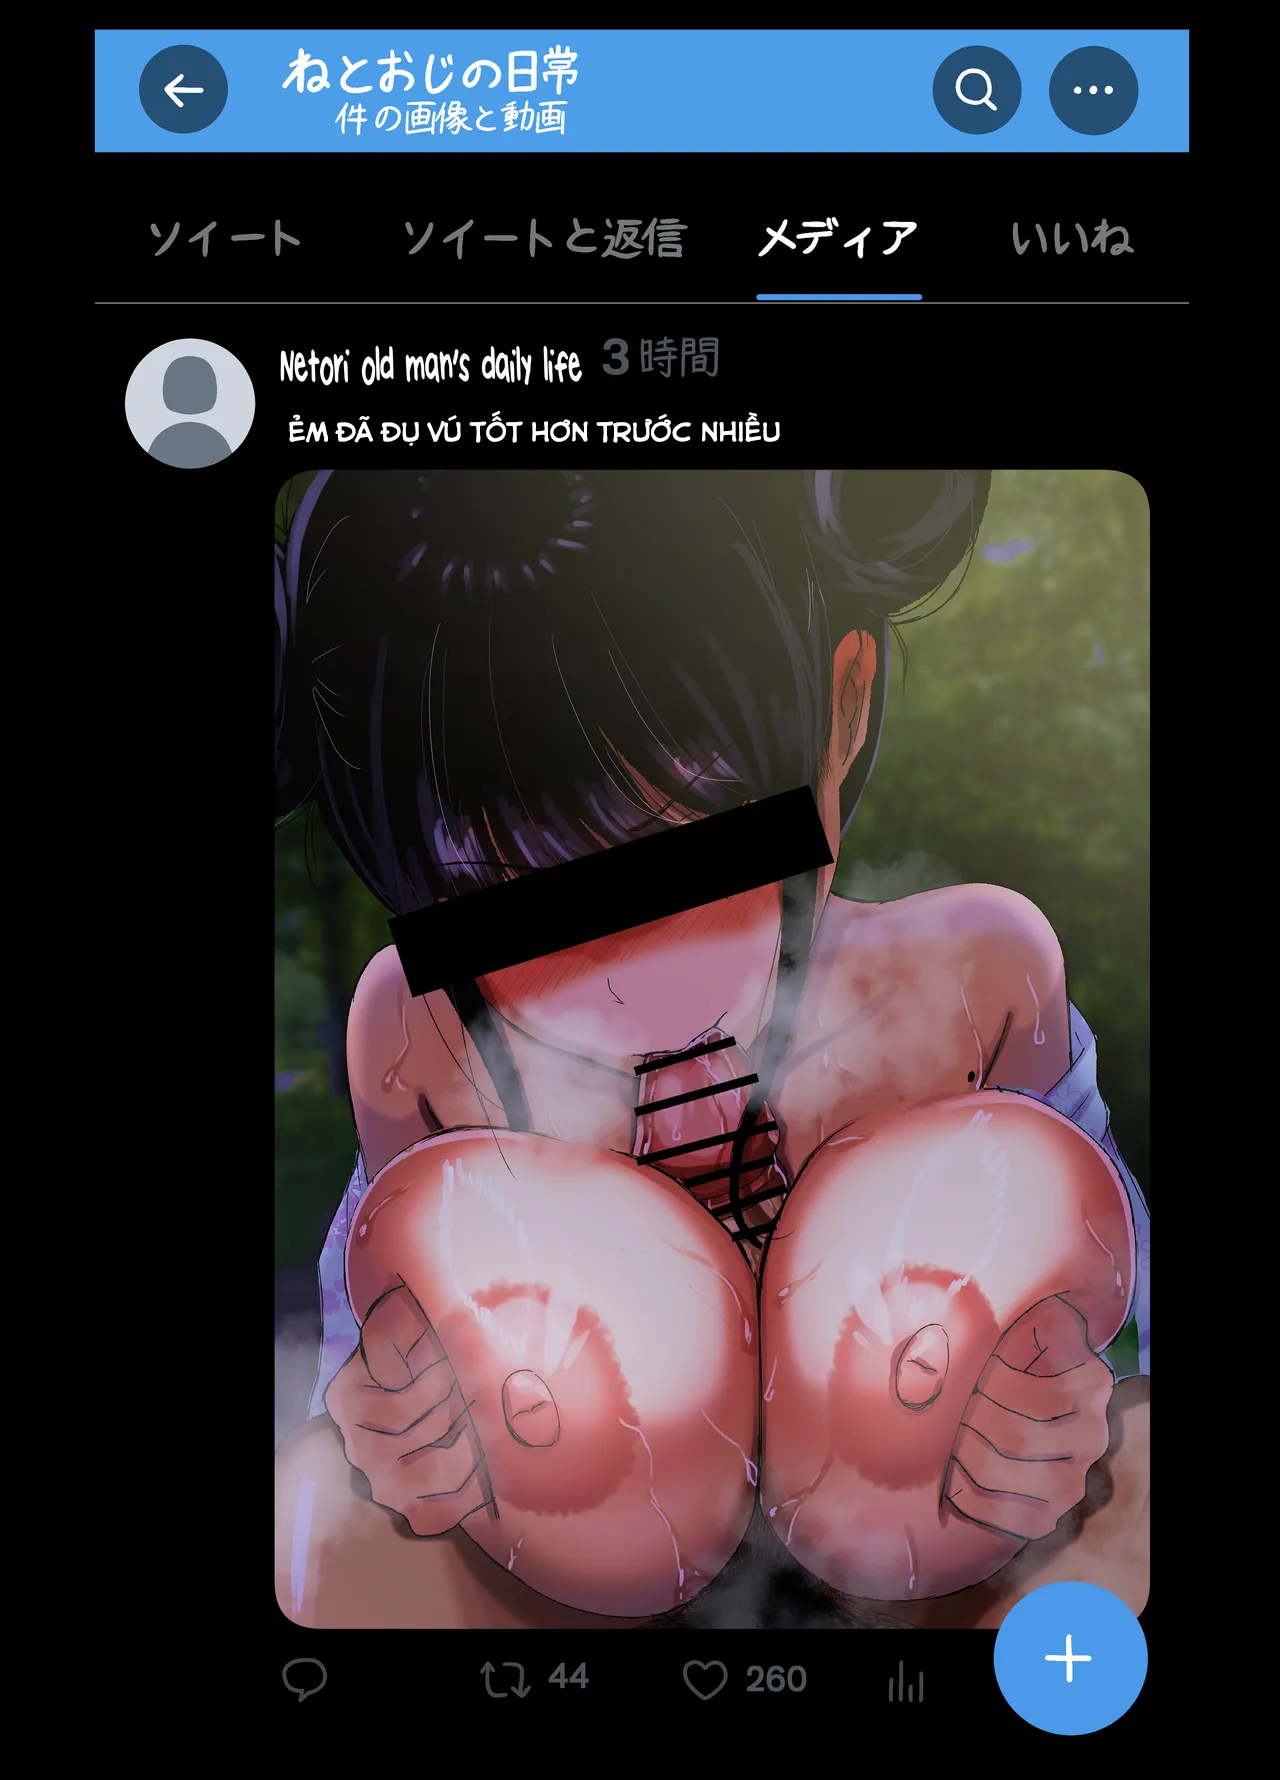 ねとおじの日常
件の画像と動画
ソイート
ソイートと返信
メディア
いいね
Netori old man's daily life 3時間
ẺM ĐÃ ĐỤ VÚ TỐT HƠN TRƯỚC NHIỀU
44
260